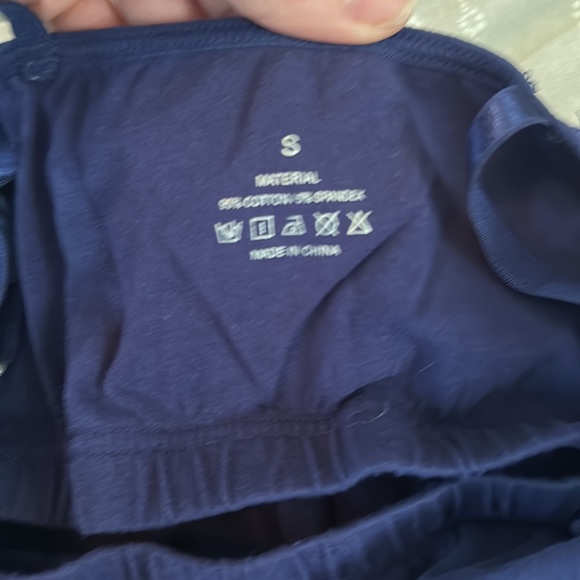 S
MATERIAL
95% COTTON 5% SPANDEX
MADE IN CHINA